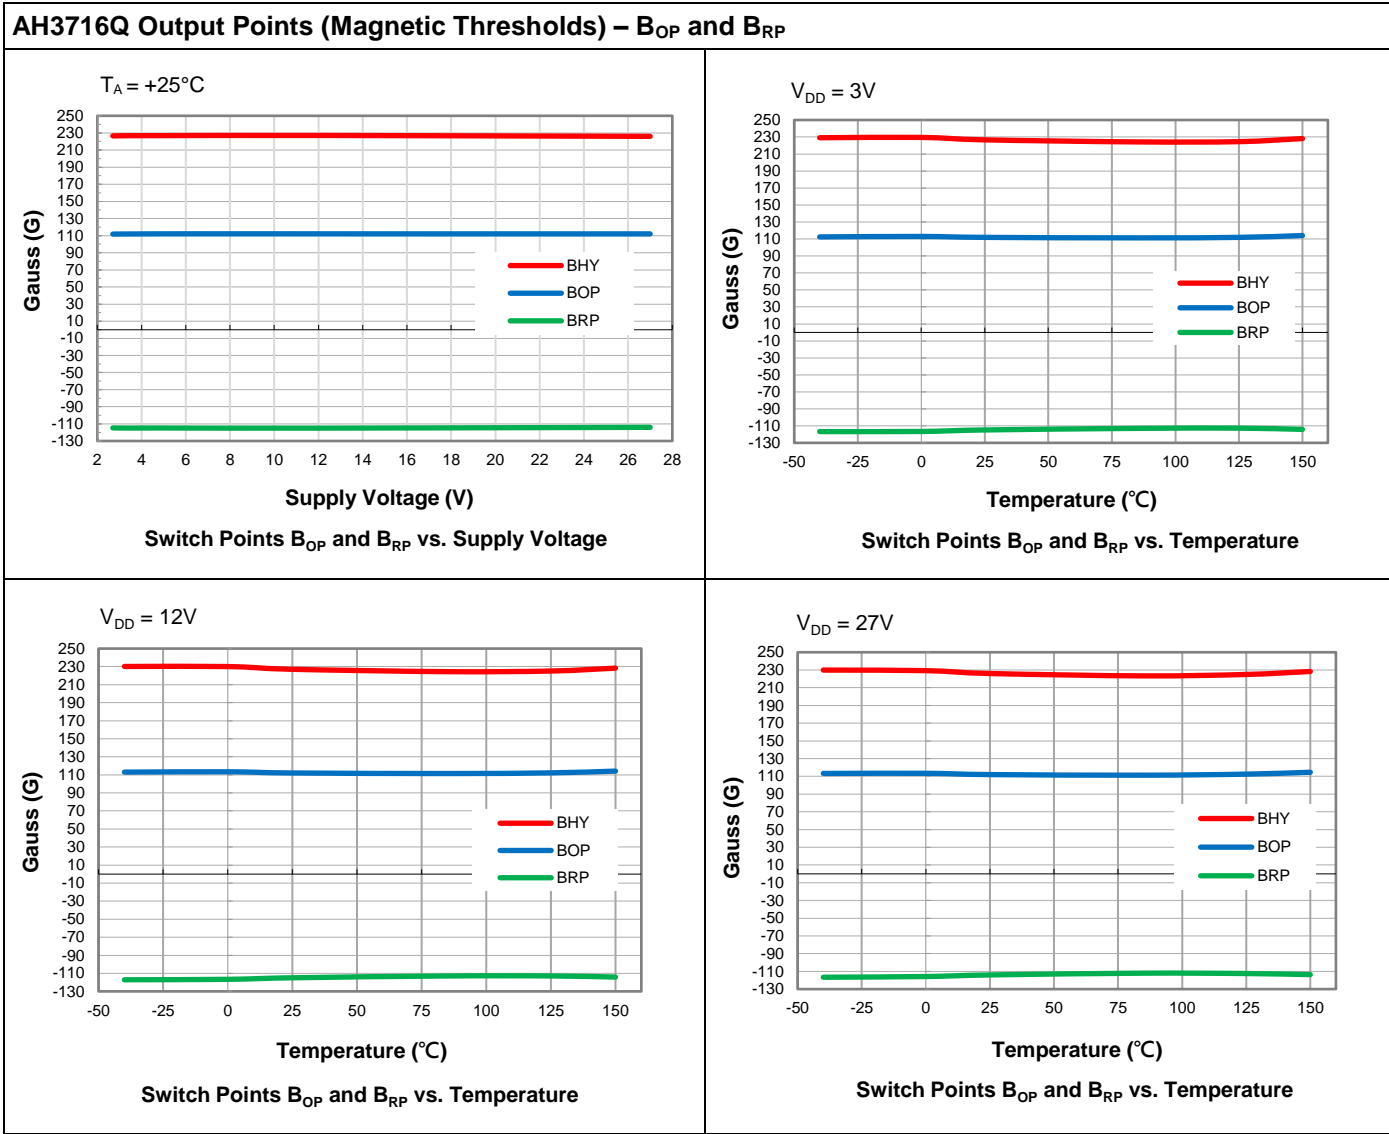 AH3716Q Output Points (Magnetic Thresholds) – BOP and BRP
TA = +25°C
250
230
210
190
170
150
130
110
90
70
50
30
10
-10
-30
-50
-70
-90
-110
-130
Gauss (G)
BHY
BOP
BRP
2 4 6 8 10 12 14 16 18 20 22 24 26 28
Supply Voltage (V)
Switch Points BOP and BRP vs. Supply Voltage
VDD = 3V
250
230
210
190
170
150
130
110
90
70
50
30
10
-10
-30
-50
-70
-90
-110
-130
Gauss (G)
BHY
BOP
BRP
-50 -25 0 25 50 75 100 125 150
Temperature (℃)
Switch Points BOP and BRP vs. Temperature
VDD = 12V
250
230
210
190
170
150
130
110
90
70
50
30
10
-10
-30
-50
-70
-90
-110
-130
Gauss (G)
BHY
BOP
BRP
-50 -25 0 25 50 75 100 125 150
Temperature (℃)
Switch Points BOP and BRP vs. Temperature
VDD = 27V
250
230
210
190
170
150
130
110
90
70
50
30
10
-10
-30
-50
-70
-90
-110
-130
Gauss (G)
BHY
BOP
BRP
-50 -25 0 25 50 75 100 125 150
Temperature (℃)
Switch Points BOP and BRP vs. Temperature